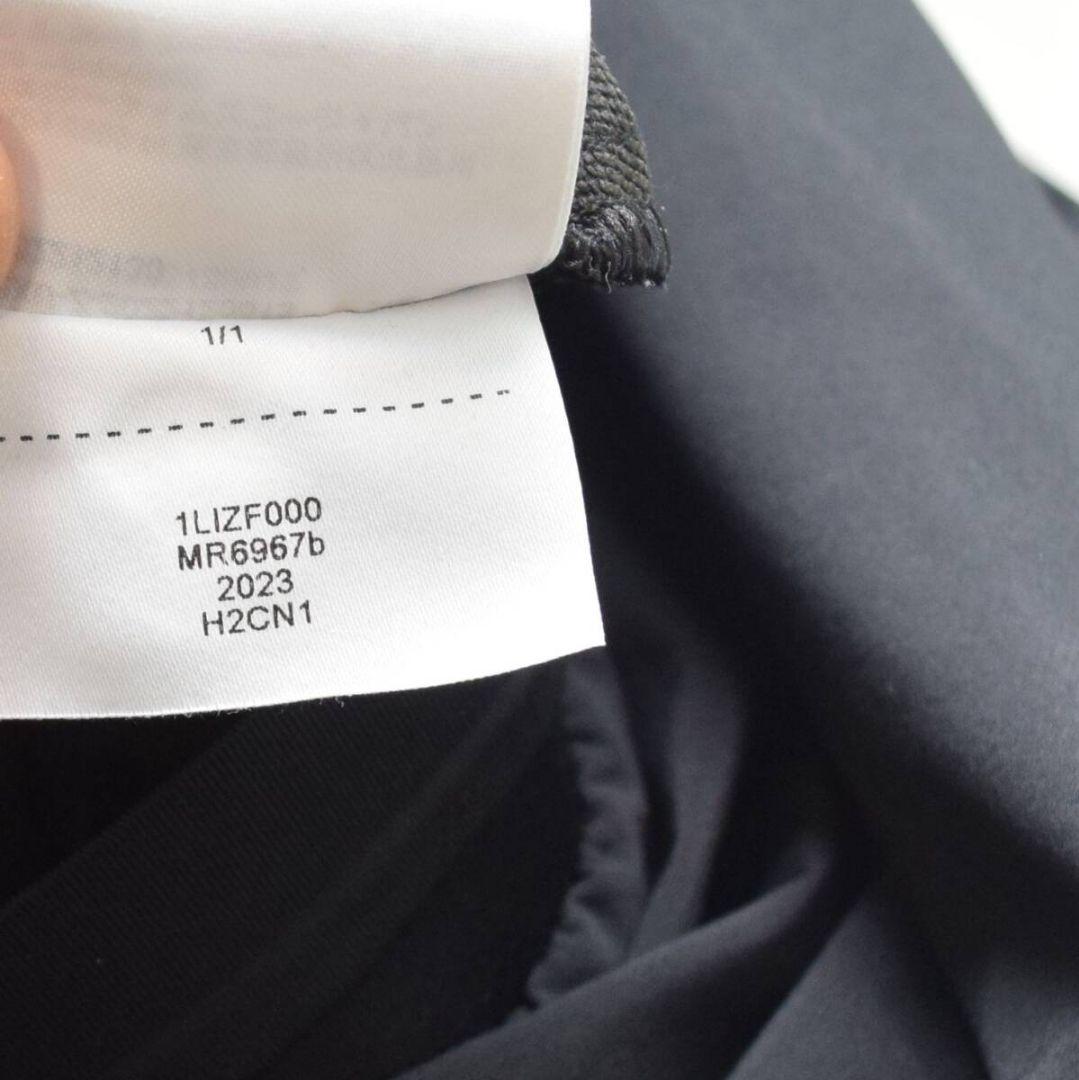 1/1
1LIZF000
MR6967b
2023
H2CN1